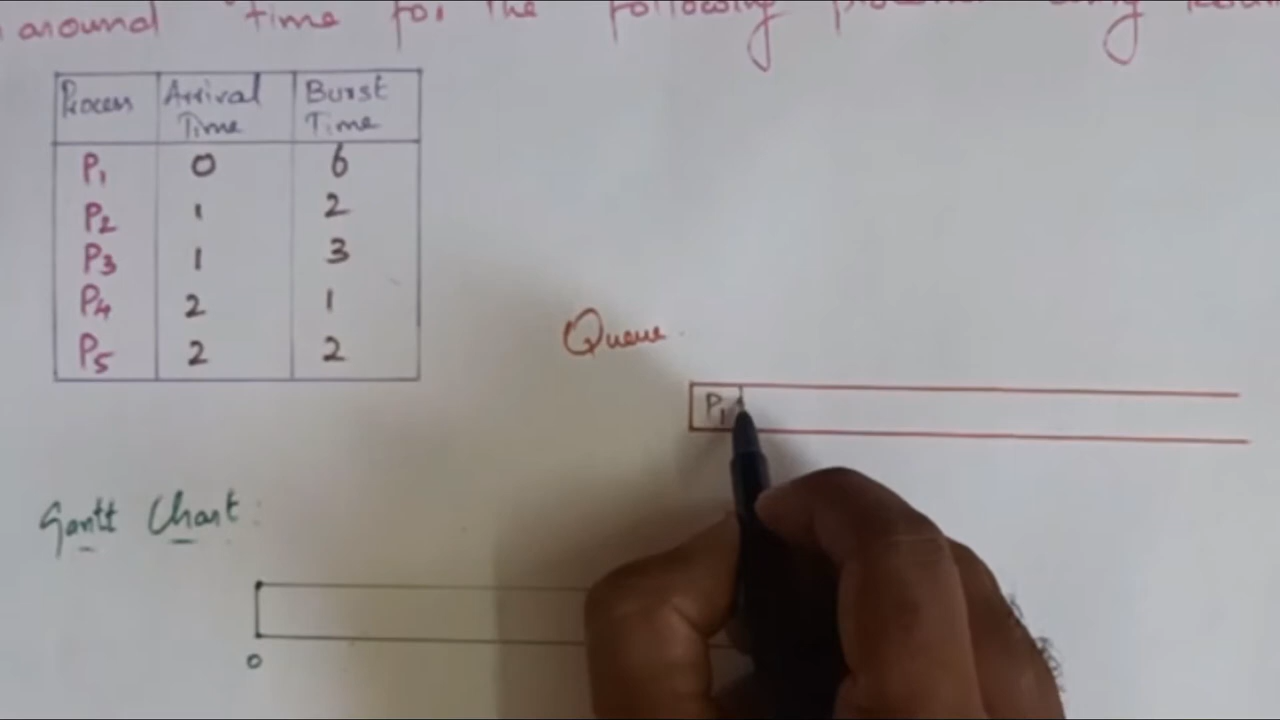 around time for the following
Process Arrival Time Burst Time
P1 0 6
P2 1 2
P3 1 3
P4 2 1
P5 2 2
Queue
P1
Gantt Chart:
0